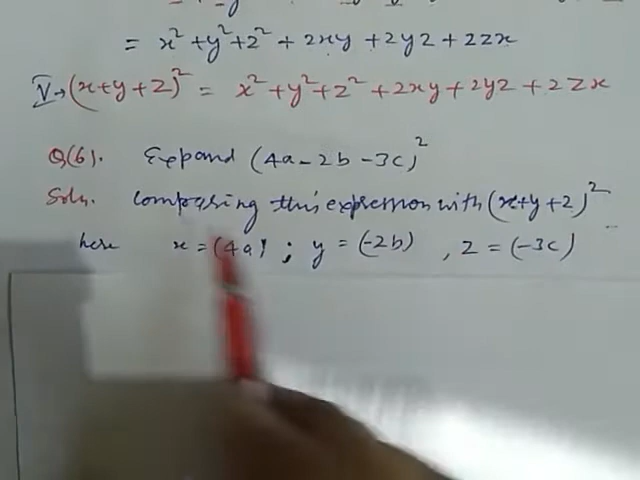 = x² + y² + z² + 2xy + 2yz + 2zx
V → (x + y + z)² = x² + y² + z² + 2xy + 2yz + 2zx
Q(6). Expand (4a - 2b - 3c)²
Soln. Comparing this expression with (x + y + z)²
here x = (4a) ; y = (-2b) , z = (-3c)